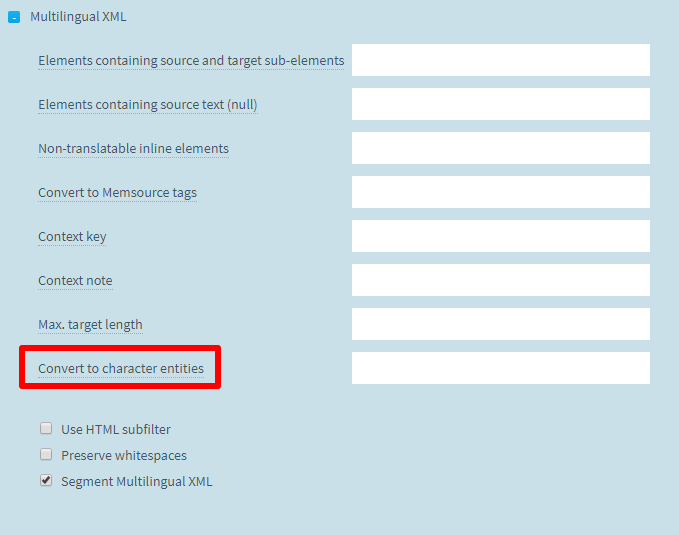 Multilingual XML
Elements containing source and target sub-elements
Elements containing source text (null)
Non-translatable inline elements
Convert to Memsource tags
Context key
Context note
Max. target length
Convert to character entities
Use HTML subfilter
Preserve whitespaces
Segment Multilingual XML